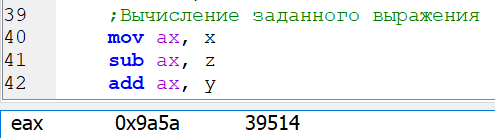 39 ;Вычисление заданного выражения
40 mov ax, x
41 sub ax, z
42 add ax, y
eax 0x9a5a 39514